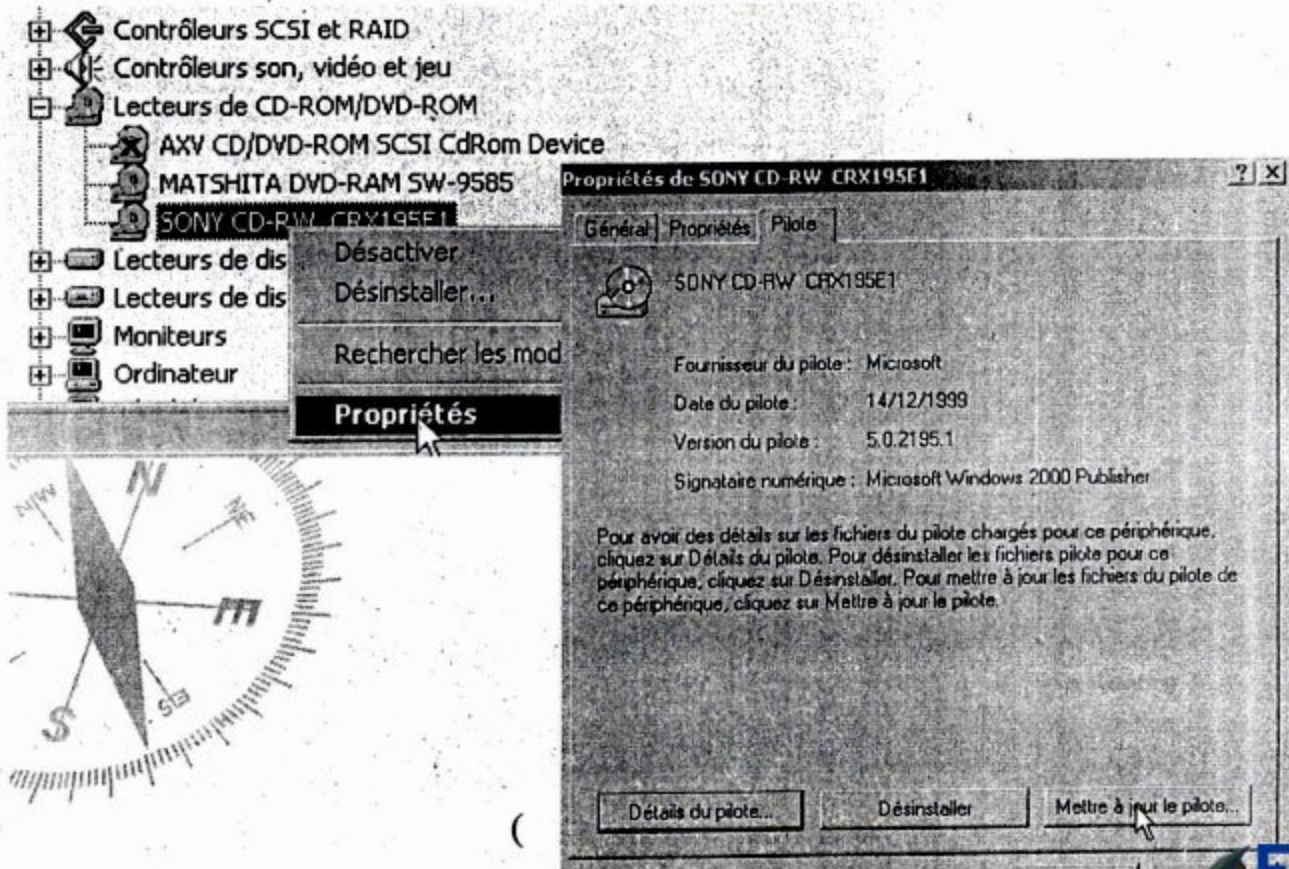 Contrôleurs SCSI et RAID
Contrôleurs son, vidéo et jeu
Lecteurs de CD-ROM/DVD-ROM
AXV CD/DVD-ROM SCSI CdRom Device
MATSHITA DVD-RAM SW-9585
SONY CD-RW CRX195E1
Lecteurs de dis
Lecteurs de dis
Moniteurs
Ordinateur
Désactiver
Désinstaller...
Rechercher les mod
Propriétés
Propriétés de SONY CD-RW CRX195E1
Général Propriétés Pilote
SONY CD-RW CRX195E1
Fournisseur du pilote : Microsoft
Date du pilote : 14/12/1999
Version du pilote : 5.0.2195.1
Signataire numérique : Microsoft Windows 2000 Publisher
Pour avoir des détails sur les fichiers du pilote chargés pour ce périphérique,
cliquez sur Détails du pilote. Pour désinstaller les fichiers pilote pour ce
périphérique, cliquez sur Désinstaller. Pour mettre à jour les fichiers du pilote de
ce périphérique, cliquez sur Mettre à jour le pilote.
Détails du pilote... Désinstaller Mettre à jour le pilote...
N
NW
NE
E
SE
S
(